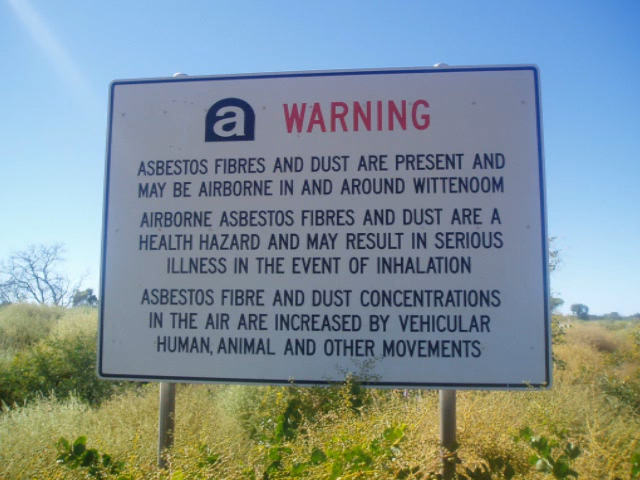 a WARNING
ASBESTOS FIBRES AND DUST ARE PRESENT AND
MAY BE AIRBORNE IN AND AROUND WITTENOOM
AIRBORNE ASBESTOS FIBRES AND DUST ARE A
HEALTH HAZARD AND MAY RESULT IN SERIOUS
ILLNESS IN THE EVENT OF INHALATION
ASBESTOS FIBRE AND DUST CONCENTRATIONS
IN THE AIR ARE INCREASED BY VEHICULAR
HUMAN, ANIMAL AND OTHER MOVEMENTS